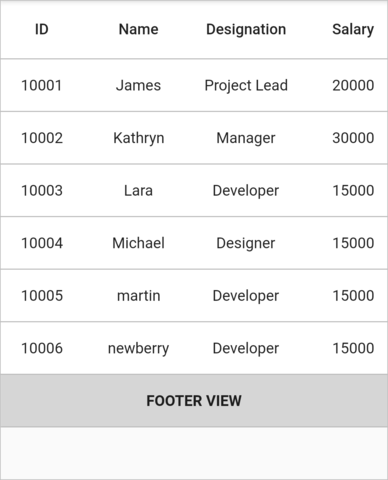 ID Name Designation Salary
10001 James Project Lead 20000
10002 Kathryn Manager 30000
10003 Lara Developer 15000
10004 Michael Designer 15000
10005 martin Developer 15000
10006 newberry Developer 15000
FOOTER VIEW